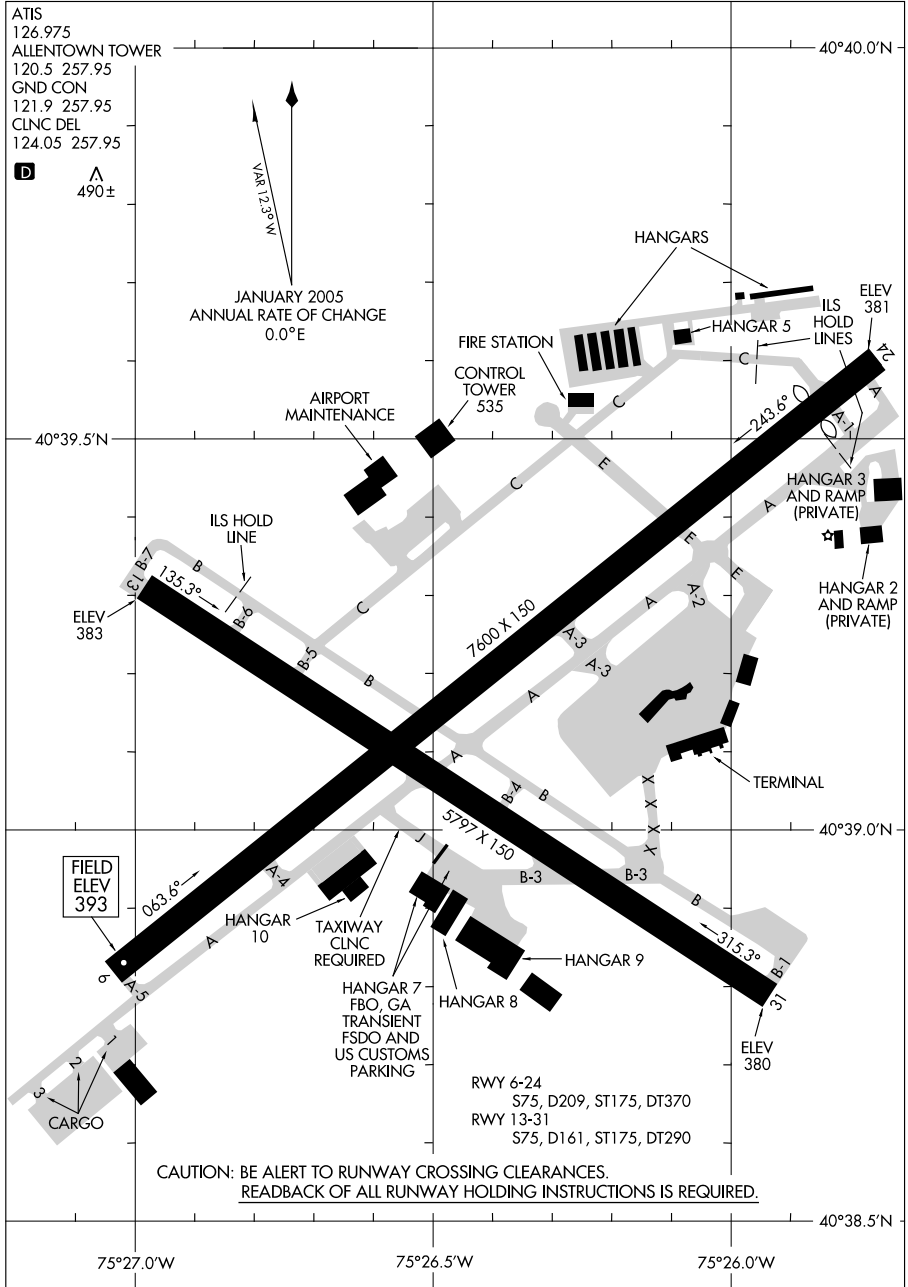 ATIS
126.975
ALLENTOWN TOWER
120.5 257.95
GND CON
121.9 257.95
CLNC DEL
124.05 257.95
D
490±
VAR 12.3° W
JANUARY 2005
ANNUAL RATE OF CHANGE
0.0°E
40°40.0'N
HANGARS
HANGAR 5
ILS
HOLD
LINES
ELEV
381
24
FIRE STATION
CONTROL
TOWER
535
AIRPORT
MAINTENANCE
C
C
A
A-1
243.6°
40°39.5'N
E
C
A
HANGAR 3
AND RAMP
(PRIVATE)
ILS HOLD
LINE
B-7
B
13
135.3°
E
E
HANGAR 2
AND RAMP
(PRIVATE)
ELEV
383
B-6
C
A
A-2
7600 X 150
A-3
A-3
B-5
B
A
A
TERMINAL
B-4
B
X
X
X
X
5797 X 150
J
40°39.0'N
FIELD
ELEV
393
063.6°
A-4
B-3
B-3
B
HANGAR
10
TAXIWAY
CLNC
REQUIRED
A
315.3°
HANGAR 9
B-1
31
6
A-5
HANGAR 7
FBO, GA
TRANSIENT
FSDO AND
US CUSTOMS
PARKING
HANGAR 8
ELEV
380
1
2
3
CARGO
RWY 6-24
S75, D209, ST175, DT370
RWY 13-31
S75, D161, ST175, DT290
CAUTION: BE ALERT TO RUNWAY CROSSING CLEARANCES.
READBACK OF ALL RUNWAY HOLDING INSTRUCTIONS IS REQUIRED.
40°38.5'N
75°27.0'W
75°26.5'W
75°26.0'W